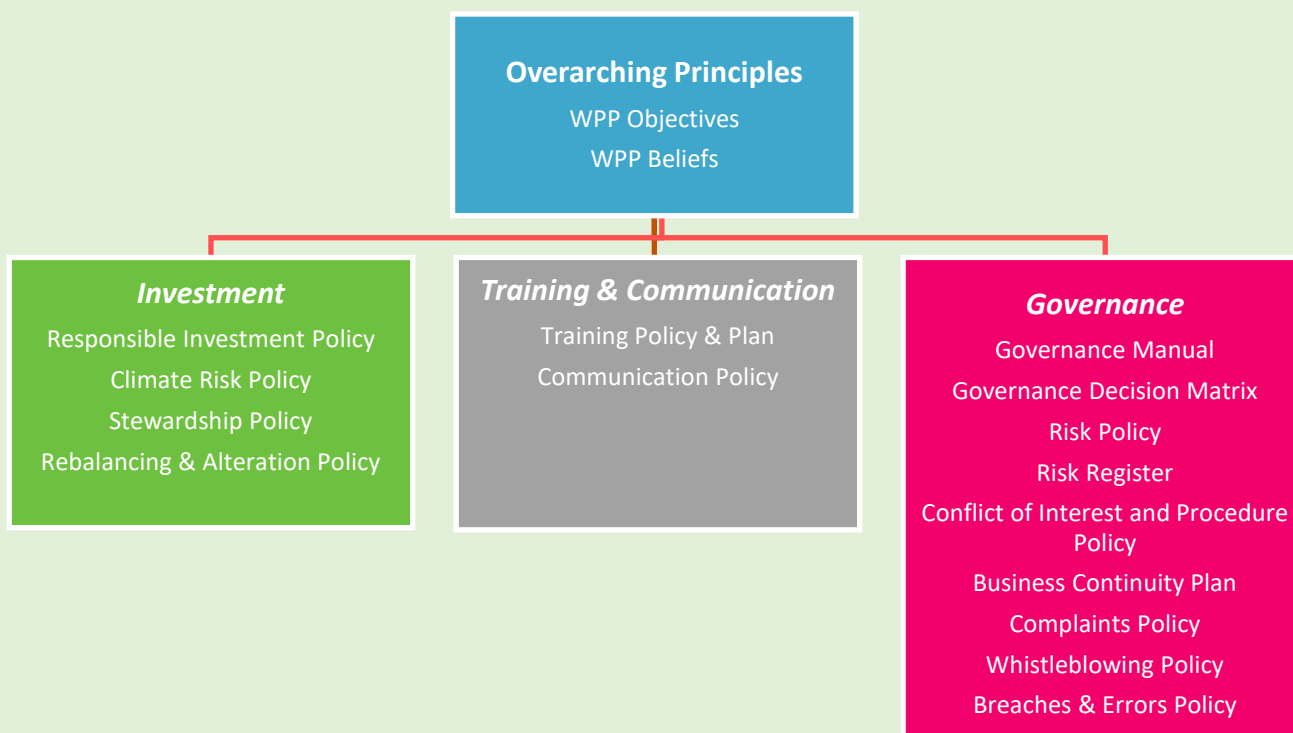 Overarching Principles
WPP Objectives
WPP Beliefs
Investment
Responsible Investment Policy
Climate Risk Policy
Stewardship Policy
Rebalancing & Alteration Policy
Training & Communication
Training Policy & Plan
Communication Policy
Governance
Governance Manual
Governance Decision Matrix
Risk Policy
Risk Register
Conflict of Interest and Procedure
Policy
Business Continuity Plan
Complaints Policy
Whistleblowing Policy
Breaches & Errors Policy